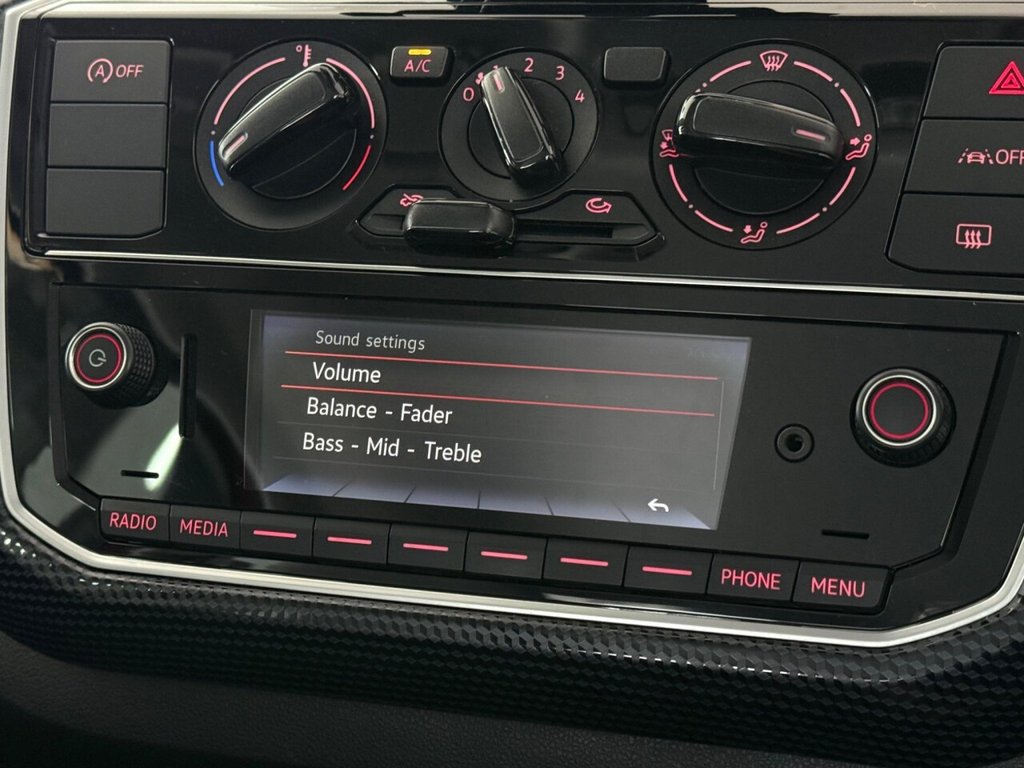 (A) OFF
A/C
0 1 2 3 4
OFF
Sound settings
Volume
Balance - Fader
Bass - Mid - Treble
RADIO
MEDIA
PHONE
MENU